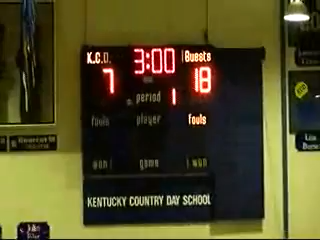 K.C.D. 3:00 Guests
7 18
period 1
fouls player fouls
won game won
KENTUCKY COUNTRY DAY SCHOOL